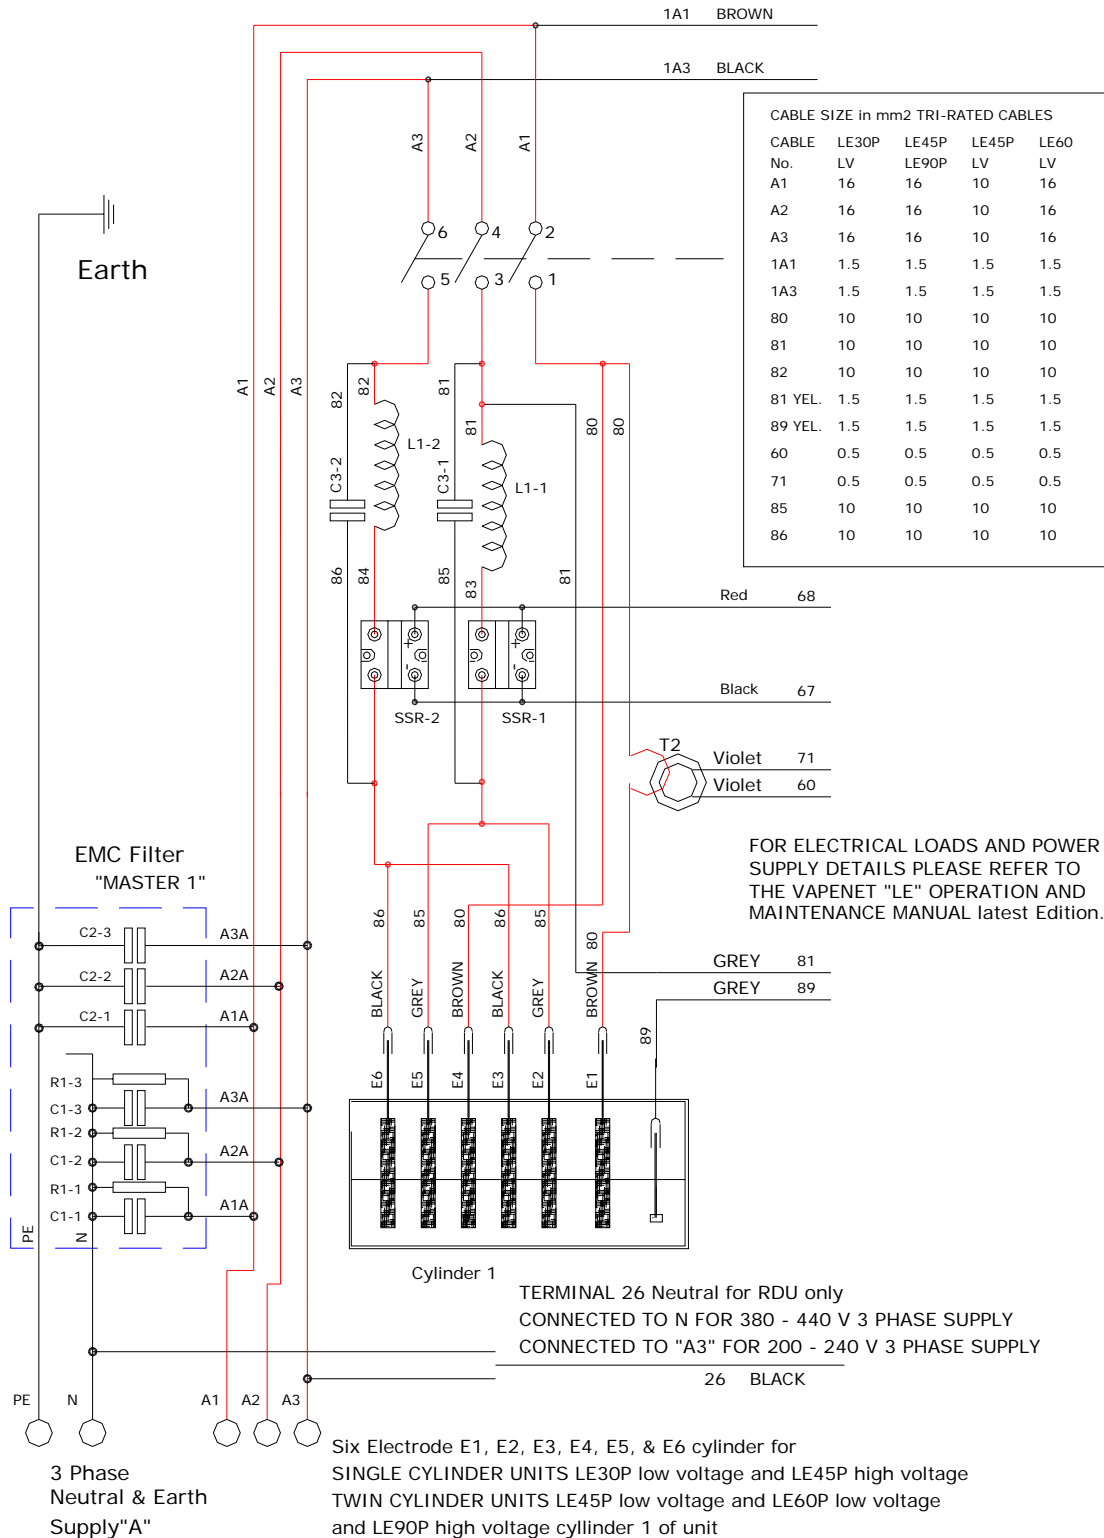 1A1 BROWN
1A3 BLACK
CABLE SIZE in mm2 TRI-RATED CABLES
CABLE LE30P LE45P LE45P LE60
No. LV LE90P LV LV
A1 16 16 10 16
A2 16 16 10 16
A3 16 16 10 16
1A1 1.5 1.5 1.5 1.5
1A3 1.5 1.5 1.5 1.5
80 10 10 10 10
81 10 10 10 10
82 10 10 10 10
81 YEL. 1.5 1.5 1.5 1.5
89 YEL. 1.5 1.5 1.5 1.5
60 0.5 0.5 0.5 0.5
71 0.5 0.5 0.5 0.5
85 10 10 10 10
86 10 10 10 10
A3 A2 A1
6 4 2
Earth
5 3 1
A1 A2 A3
82 82 81 81 80 80
L1-2
C3-2 C3-1
L1-1
86 84 85 83 81
Red 68
+ +
- -
Black 67
SSR-2 SSR-1
T2
Violet 71
Violet 60
FOR ELECTRICAL LOADS AND POWER
SUPPLY DETAILS PLEASE REFER TO
THE VAPENET "LE" OPERATION AND
MAINTENANCE MANUAL latest Edition.
EMC Filter
"MASTER 1"
86 85 80 86 85 80
C2-3 A3A
C2-2 A2A
C2-1 A1A
BLACK GREY BROWN BLACK GREY BROWN
GREY 81
GREY 89
89
E6 E5 E4 E3 E2 E1
R1-3
C1-3 A3A
R1-2
C1-2 A2A
R1-1
C1-1 A1A
PE N
Cylinder 1
TERMINAL 26 Neutral for RDU only
CONNECTED TO N FOR 380 - 440 V 3 PHASE SUPPLY
CONNECTED TO "A3" FOR 200 - 240 V 3 PHASE SUPPLY
26 BLACK
PE N A1 A2 A3
3 Phase
Neutral & Earth
Supply"A"
Six Electrode E1, E2, E3, E4, E5, & E6 cylinder for
SINGLE CYLINDER UNITS LE30P low voltage and LE45P high voltage
TWIN CYLINDER UNITS LE45P low voltage and LE60P low voltage
and LE90P high voltage cyllinder 1 of unit